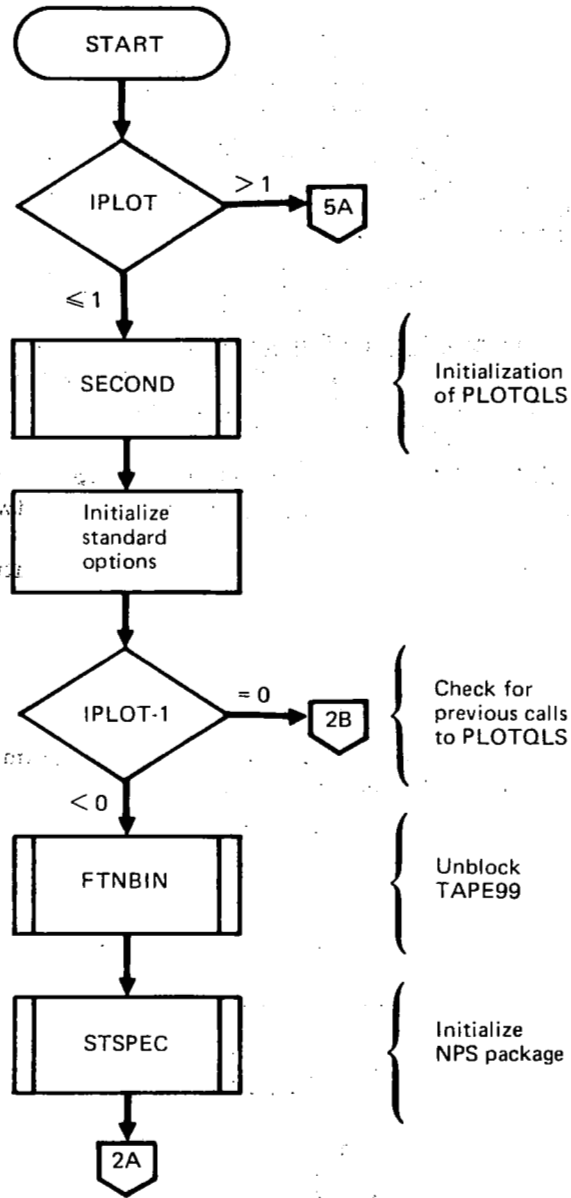 START
IPLOT
> 1
5A
≤ 1
SECOND
Initialization
of PLOTQLS
Initialize
standard
options
IPLOT-1
= 0
2B
Check for
previous calls
to PLOTQLS
< 0
FTNBIN
Unblock
TAPE99
STSPEC
Initialize
NPS package
2A